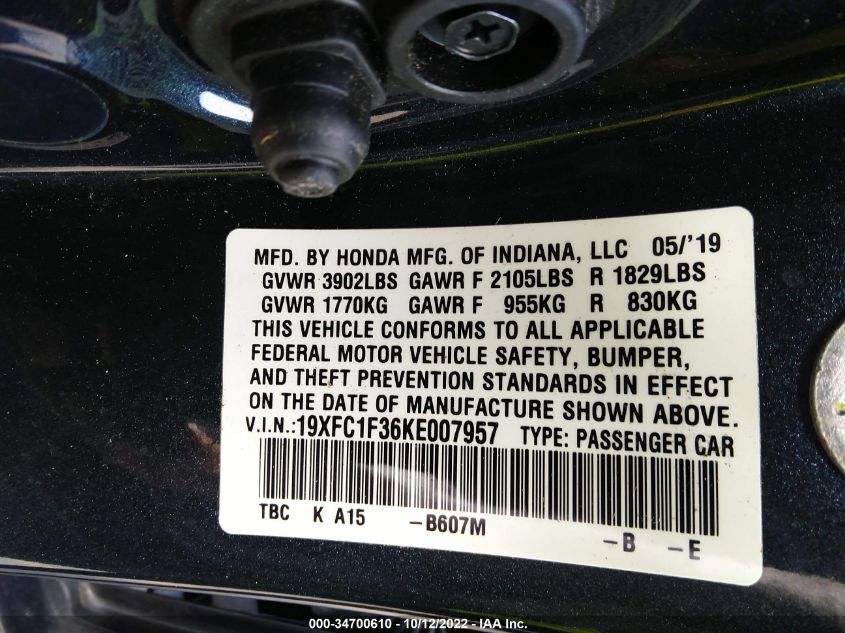 MFD. BY HONDA MFG. OF INDIANA, LLC 05/'19
GVWR 3902LBS GAWR F 2105LBS R 1829LBS
GVWR 1770KG GAWR F 955KG R 830KG
THIS VEHICLE CONFORMS TO ALL APPLICABLE
FEDERAL MOTOR VEHICLE SAFETY, BUMPER,
AND THEFT PREVENTION STANDARDS IN EFFECT
ON THE DATE OF MANUFACTURE SHOWN ABOVE.
V.I.N.:19XFC1F36KE007957 TYPE: PASSENGER CAR
TBC K A15 -B607M
-B -E
000-34700610 - 10/12/2022 - IAA Inc.